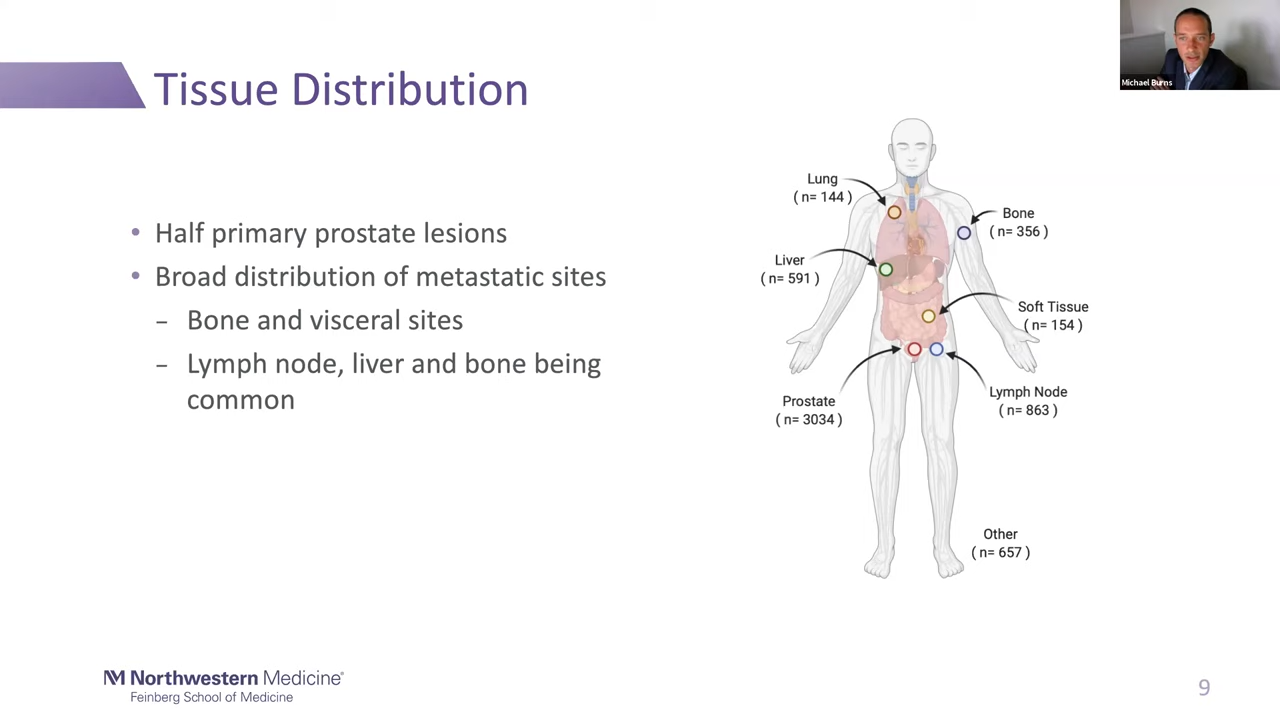 Michael Burns
Tissue Distribution
• Half primary prostate lesions
• Broad distribution of metastatic sites
– Bone and visceral sites
– Lymph node, liver and bone being
common
Lung
( n= 144 )
Bone
( n= 356 )
Liver
( n= 591 )
Soft Tissue
( n= 154 )
Prostate
( n= 3034 )
Lymph Node
( n= 863 )
Other
( n= 657 )
Northwestern Medicine®
Feinberg School of Medicine
9